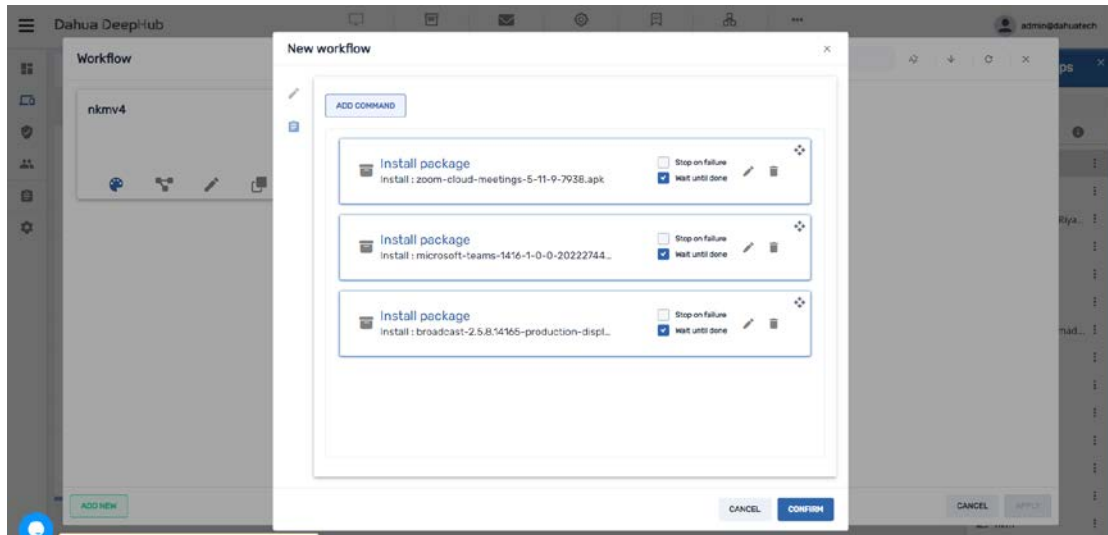 Dahua DeepHub
admin@dahuatech
Workflow
New workflow
ps
nkmv4
ADD COMMAND
Install package
Install : zoom-cloud-meetings-5-11-9-7938.apk
Stop on failure
Wait until done
Install package
Install : microsoft-teams-1416-1-0-0-20222744...
Stop on failure
Wait until done
Riya...
Install package
Install : broadcast-2.5.8.14165-production-displ...
Stop on failure
Wait until done
mad...
ADD NEW
CANCEL
CONFIRM
CANCEL
APPLY